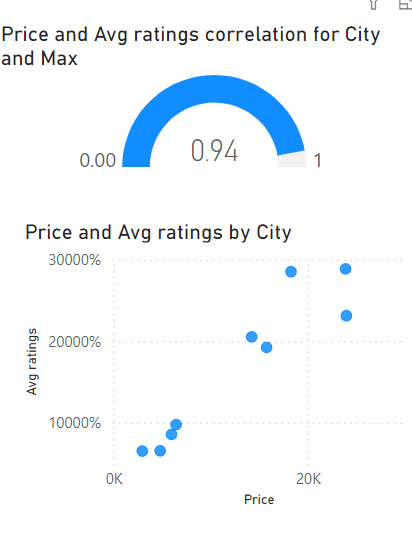 Price and Avg ratings correlation for City
and Max
0.00
0.94
1
Price and Avg ratings by City
30000%
20000%
10000%
Avg ratings
0K
20K
Price